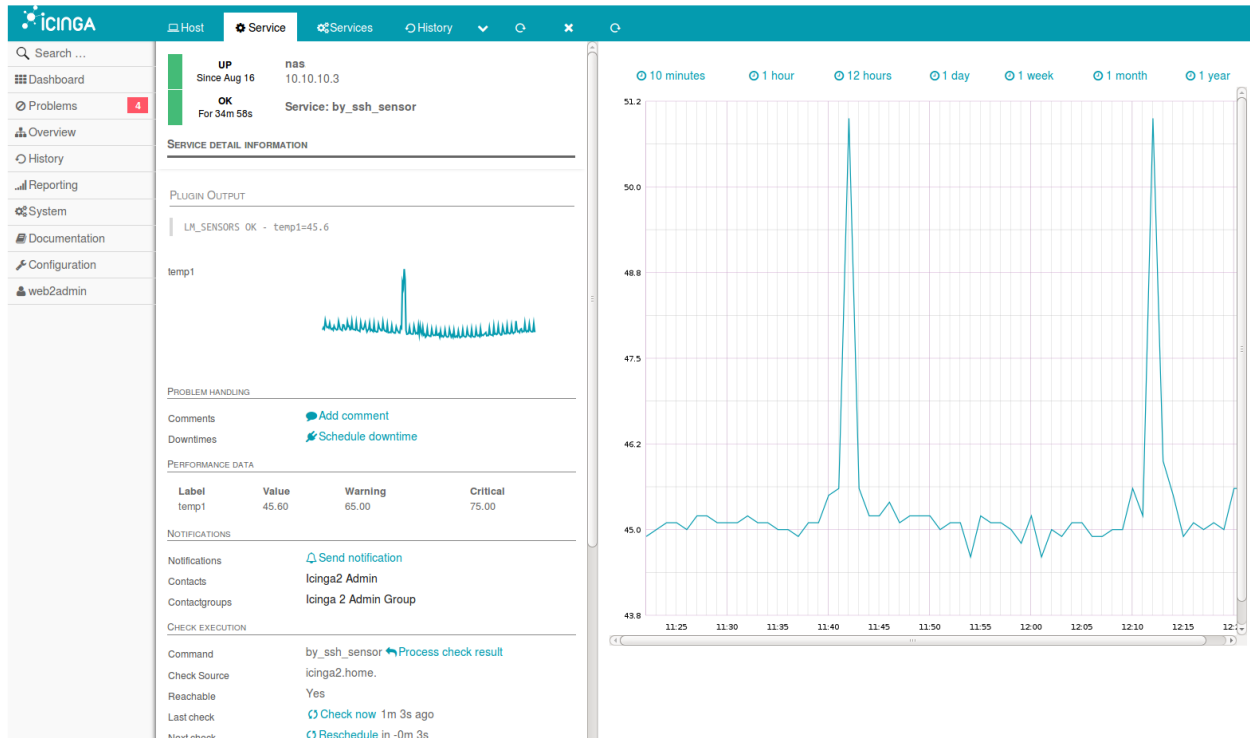 icinga
Host Service Services History
Search ...
Dashboard
Problems 4
Overview
History
Reporting
System
Documentation
Configuration
web2admin
UP nas
Since Aug 16 10.10.10.3
OK
For 34m 58s Service: by_ssh_sensor
SERVICE DETAIL INFORMATION
PLUGIN OUTPUT
LM_SENSORS OK - temp1=45.6
temp1
PROBLEM HANDLING
Comments Add comment
Downtimes Schedule downtime
PERFORMANCE DATA
Label Value Warning Critical
temp1 45.60 65.00 75.00
NOTIFICATIONS
Notifications Send notification
Contacts Icinga2 Admin
Contactgroups Icinga 2 Admin Group
CHECK EXECUTION
Command by_ssh_sensor Process check result
Check Source icinga2.home.
Reachable Yes
Last check Check now 1m 3s ago
Next check Reschedule in -0m 3s
10 minutes 1 hour 12 hours 1 day 1 week 1 month 1 year
51.2
50.0
48.8
47.5
46.2
45.0
43.8
11:25 11:30 11:35 11:40 11:45 11:50 11:55 12:00 12:05 12:10 12:15